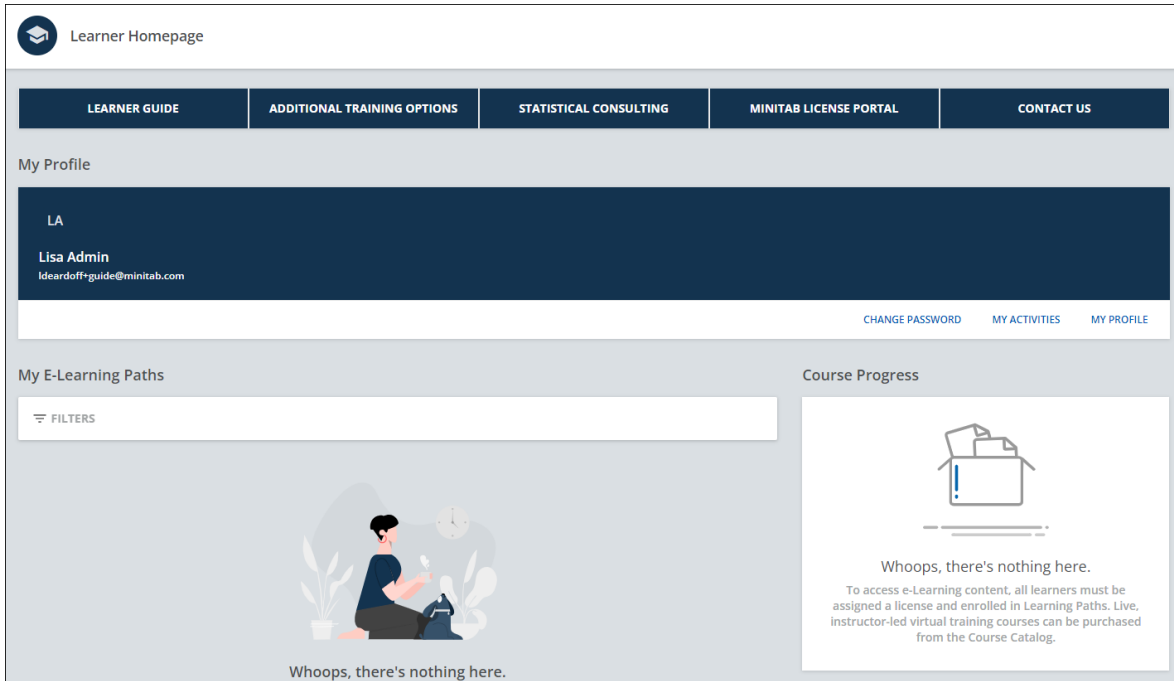 Learner Homepage
LEARNER GUIDE
ADDITIONAL TRAINING OPTIONS
STATISTICAL CONSULTING
MINITAB LICENSE PORTAL
CONTACT US
My Profile
LA
Lisa Admin
ldeardoff+guide@minitab.com
CHANGE PASSWORD
MY ACTIVITIES
MY PROFILE
My E-Learning Paths
FILTERS
Whoops, there's nothing here.
Course Progress
Whoops, there's nothing here.
To access e-Learning content, all learners must be
assigned a license and enrolled in Learning Paths. Live,
instructor-led virtual training courses can be purchased
from the Course Catalog.